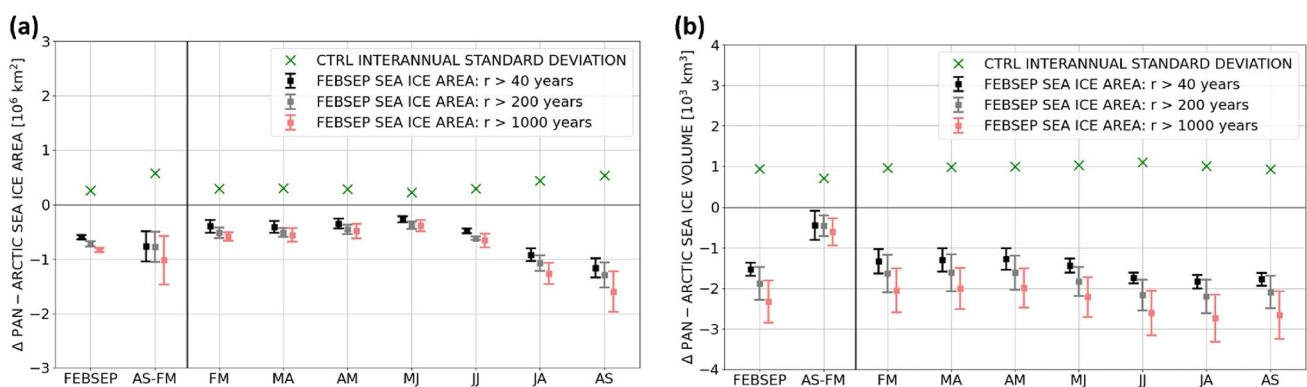 (a)
Δ PAN − ARCTIC SEA ICE AREA [10⁶ km²]
3
2
1
0
−1
−2
−3
CTRL INTERANNUAL STANDARD DEVIATION
FEBSEP SEA ICE AREA: r > 40 years
FEBSEP SEA ICE AREA: r > 200 years
FEBSEP SEA ICE AREA: r > 1000 years
FEBSEP AS-FM FM MA AM MJ JJ JA AS
(b)
Δ PAN − ARCTIC SEA ICE VOLUME [10³ km³]
4
3
2
1
0
−1
−2
−3
−4
CTRL INTERANNUAL STANDARD DEVIATION
FEBSEP SEA ICE AREA: r > 40 years
FEBSEP SEA ICE AREA: r > 200 years
FEBSEP SEA ICE AREA: r > 1000 years
FEBSEP AS-FM FM MA AM MJ JJ JA AS